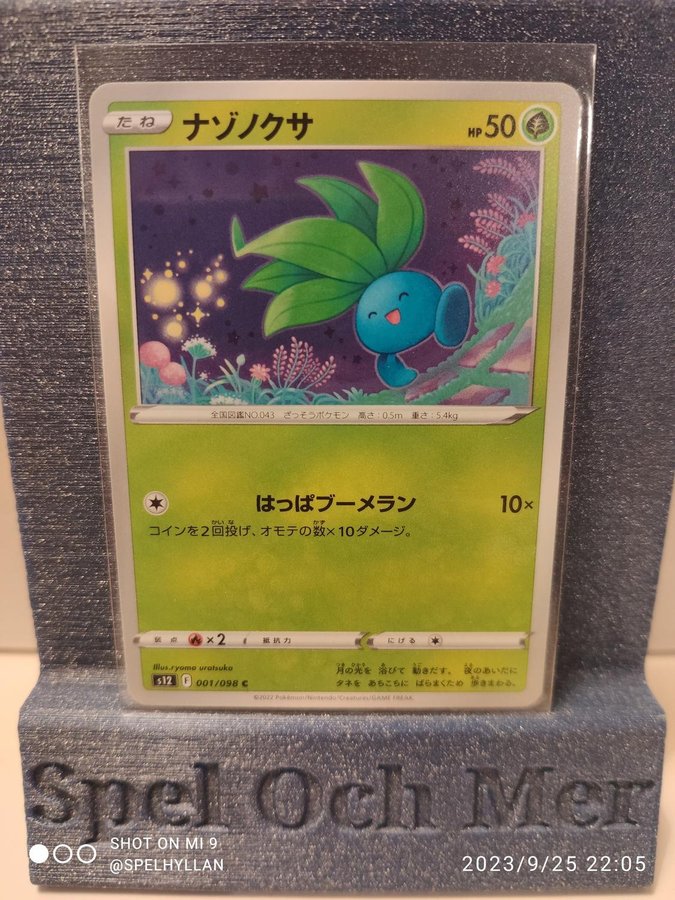 たね ナゾノクサ HP50
全国図鑑NO.043 ざっそうポケモン 高さ:0.5m 重さ:5.4kg
はっぱブーメラン 10×
コインを2回投げ、オモテの数×10ダメージ。
弱点 ×2 抵抗力 にげる
Illus.ryoma uratsuka
s12 F 001/098 C
月の光を 浴びて 動きだす。 夜のあいだに
タネを あちこちに ばらまくため 歩きまわる。
©2022 Pokémon/Nintendo/Creatures/GAME FREAK.
Spel Och Mer
SHOT ON MI 9
@SPELHYLLAN
2023/9/25 22:05